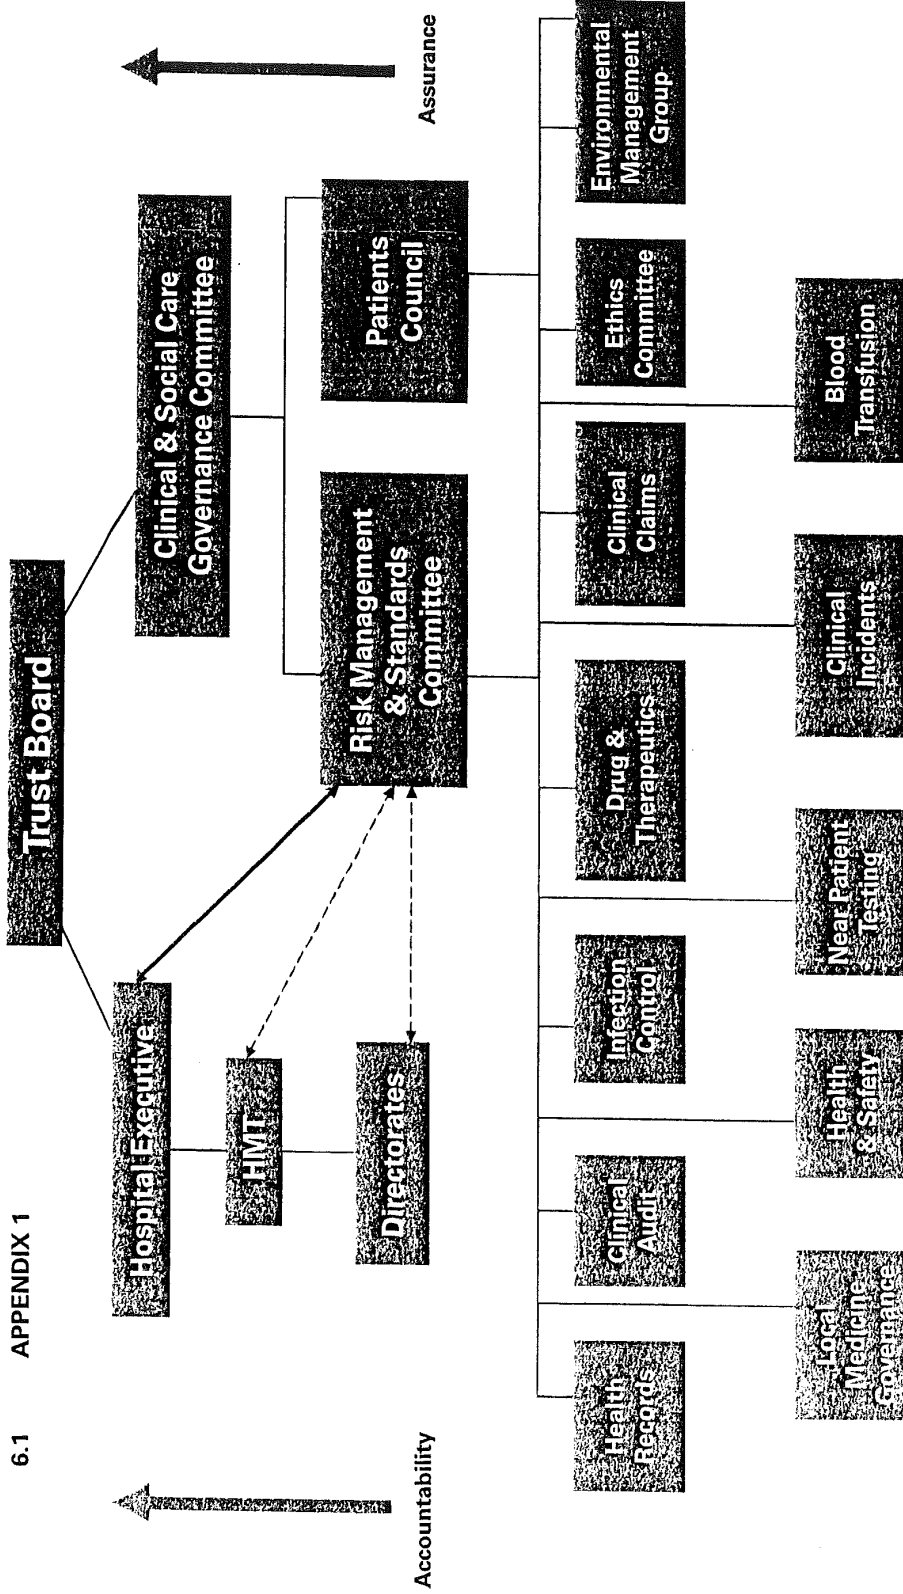 6.1 APPENDIX 1
Trust Board
Hospital Executive
Clinical & Social Care
Governance Committee
HMT
Directorates
Risk Management
& Standards
Committee
Patients
Council
Accountability
Assurance
Health
Records
Clinical
Audit
Infection
Control
Drug &
Therapeutics
Clinical
Claims
Ethics
Committee
Environmental
Management
Group
Local
Medicine
Governance
Health
& Safety
Near Patient
Testing
Clinical
Incidents
Blood
Transfusion